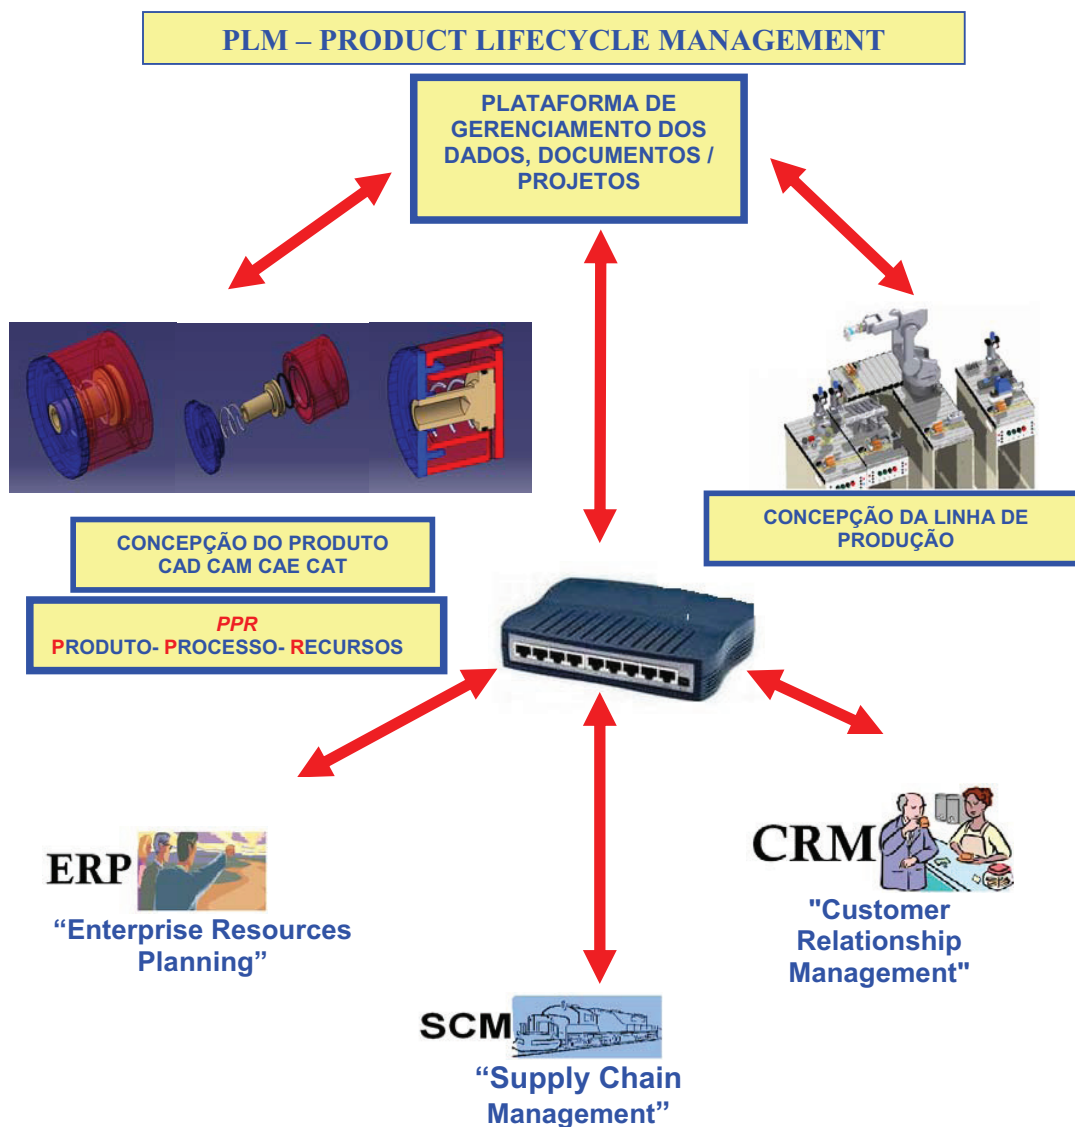 PLM – PRODUCT LIFECYCLE MANAGEMENT
PLATAFORMA DE
GERENCIAMENTO DOS
DADOS, DOCUMENTOS /
PROJETOS
CONCEPÇÃO DO PRODUTO
CAD CAM CAE CAT
PPR
PRODUTO- PROCESSO- RECURSOS
CONCEPÇÃO DA LINHA DE
PRODUÇÃO
ERP
“Enterprise Resources
Planning”
CRM
"Customer
Relationship
Management"
SCM
“Supply Chain
Management”